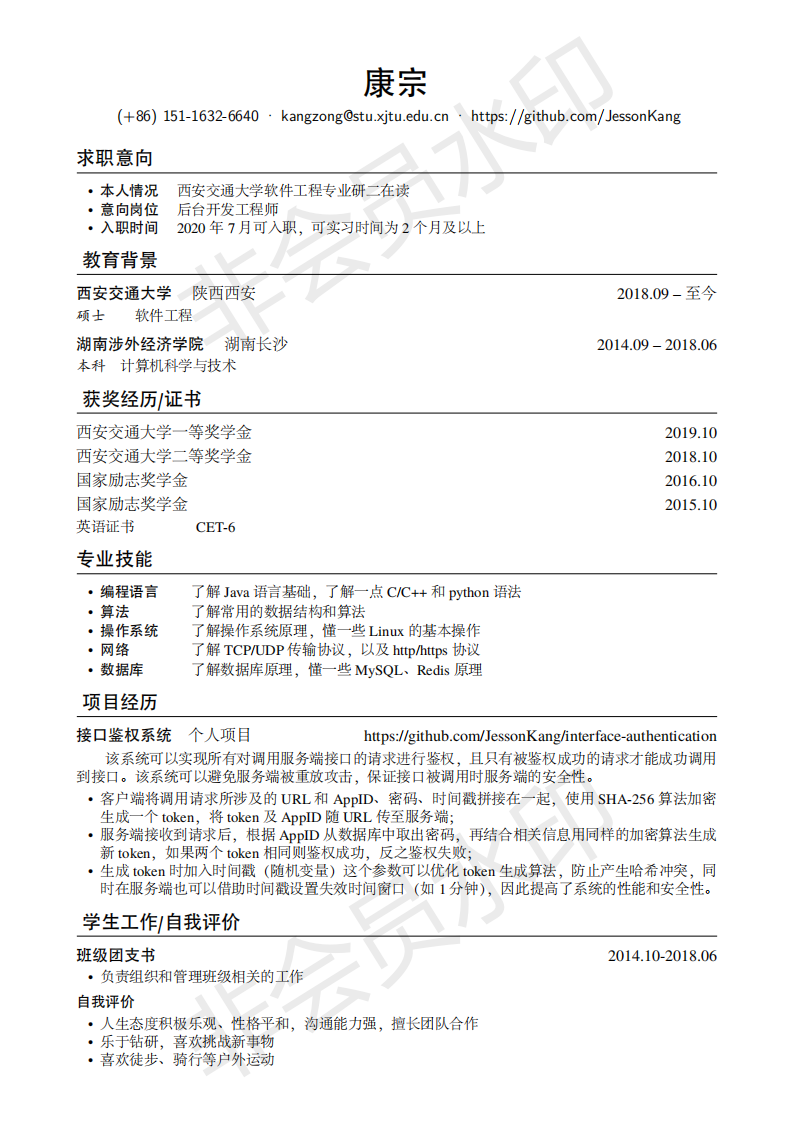 康宗
(+86) 151-1632-6640 · kangzong@stu.xjtu.edu.cn · https://github.com/JessonKang
求职意向
• 本人情况 西安交通大学软件工程专业研二在读
• 意向岗位 后台开发工程师
• 入职时间 2020 年 7 月可入职，可实习时间为 2 个月及以上
教育背景
西安交通大学 陕西西安 2018.09 – 至今
硕士 软件工程
湖南涉外经济学院 湖南长沙 2014.09 – 2018.06
本科 计算机科学与技术
获奖经历/证书
西安交通大学一等奖学金 2019.10
西安交通大学二等奖学金 2018.10
国家励志奖学金 2016.10
国家励志奖学金 2015.10
英语证书 CET-6
专业技能
• 编程语言 了解 Java 语言基础，了解一点 C/C++ 和 python 语法
• 算法 了解常用的数据结构和算法
• 操作系统 了解操作系统原理，懂一些 Linux 的基本操作
• 网络 了解 TCP/UDP 传输协议，以及 http/https 协议
• 数据库 了解数据库原理，懂一些 MySQL、Redis 原理
项目经历
接口鉴权系统 个人项目 https://github.com/JessonKang/interface-authentication
该系统可以实现所有对调用服务端接口的请求进行鉴权，且只有被鉴权成功的请求才能成功调用
到接口。该系统可以避免服务端被重放攻击，保证接口被调用时服务端的安全性。
• 客户端将调用请求所涉及的 URL 和 AppID、密码、时间戳拼接在一起，使用 SHA-256 算法加密
生成一个 token，将 token 及 AppID 随 URL 传至服务端；
• 服务端接收到请求后，根据 AppID 从数据库中取出密码，再结合相关信息用同样的加密算法生成
新 token，如果两个 token 相同则鉴权成功，反之鉴权失败；
• 生成 token 时加入时间戳（随机变量）这个参数可以优化 token 生成算法，防止产生哈希冲突，同
时在服务端也可以借助时间戳设置失效时间窗口（如 1 分钟），因此提高了系统的性能和安全性。
学生工作/自我评价
班级团支书 2014.10-2018.06
• 负责组织和管理班级相关的工作
自我评价
• 人生态度积极乐观、性格平和，沟通能力强，擅长团队合作
• 乐于钻研，喜欢挑战新事物
• 喜欢徒步、骑行等户外运动
非会员水印
非会员水印